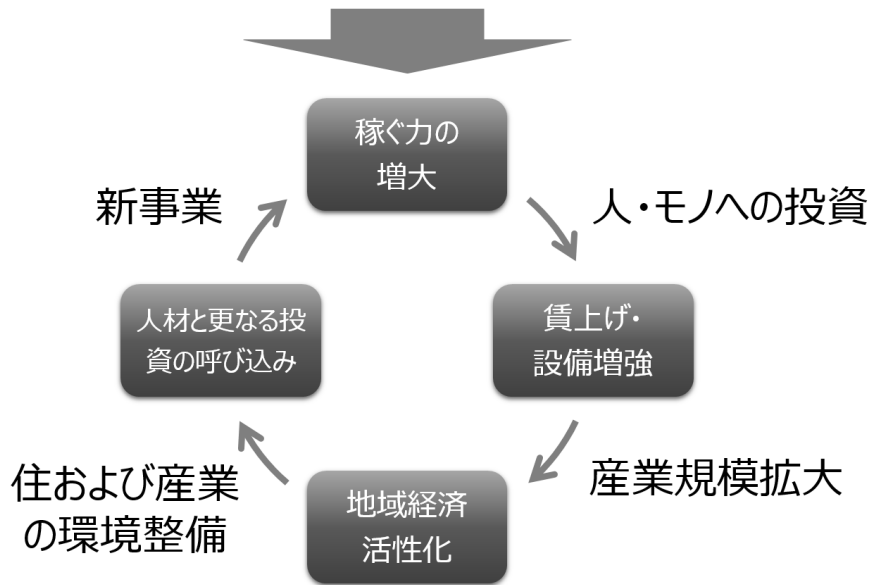 稼ぐ力の
増大
新事業
人・モノへの投資
人材と更なる投
資の呼び込み
賃上げ・
設備増強
住および産業
の環境整備
産業規模拡大
地域経済
活性化